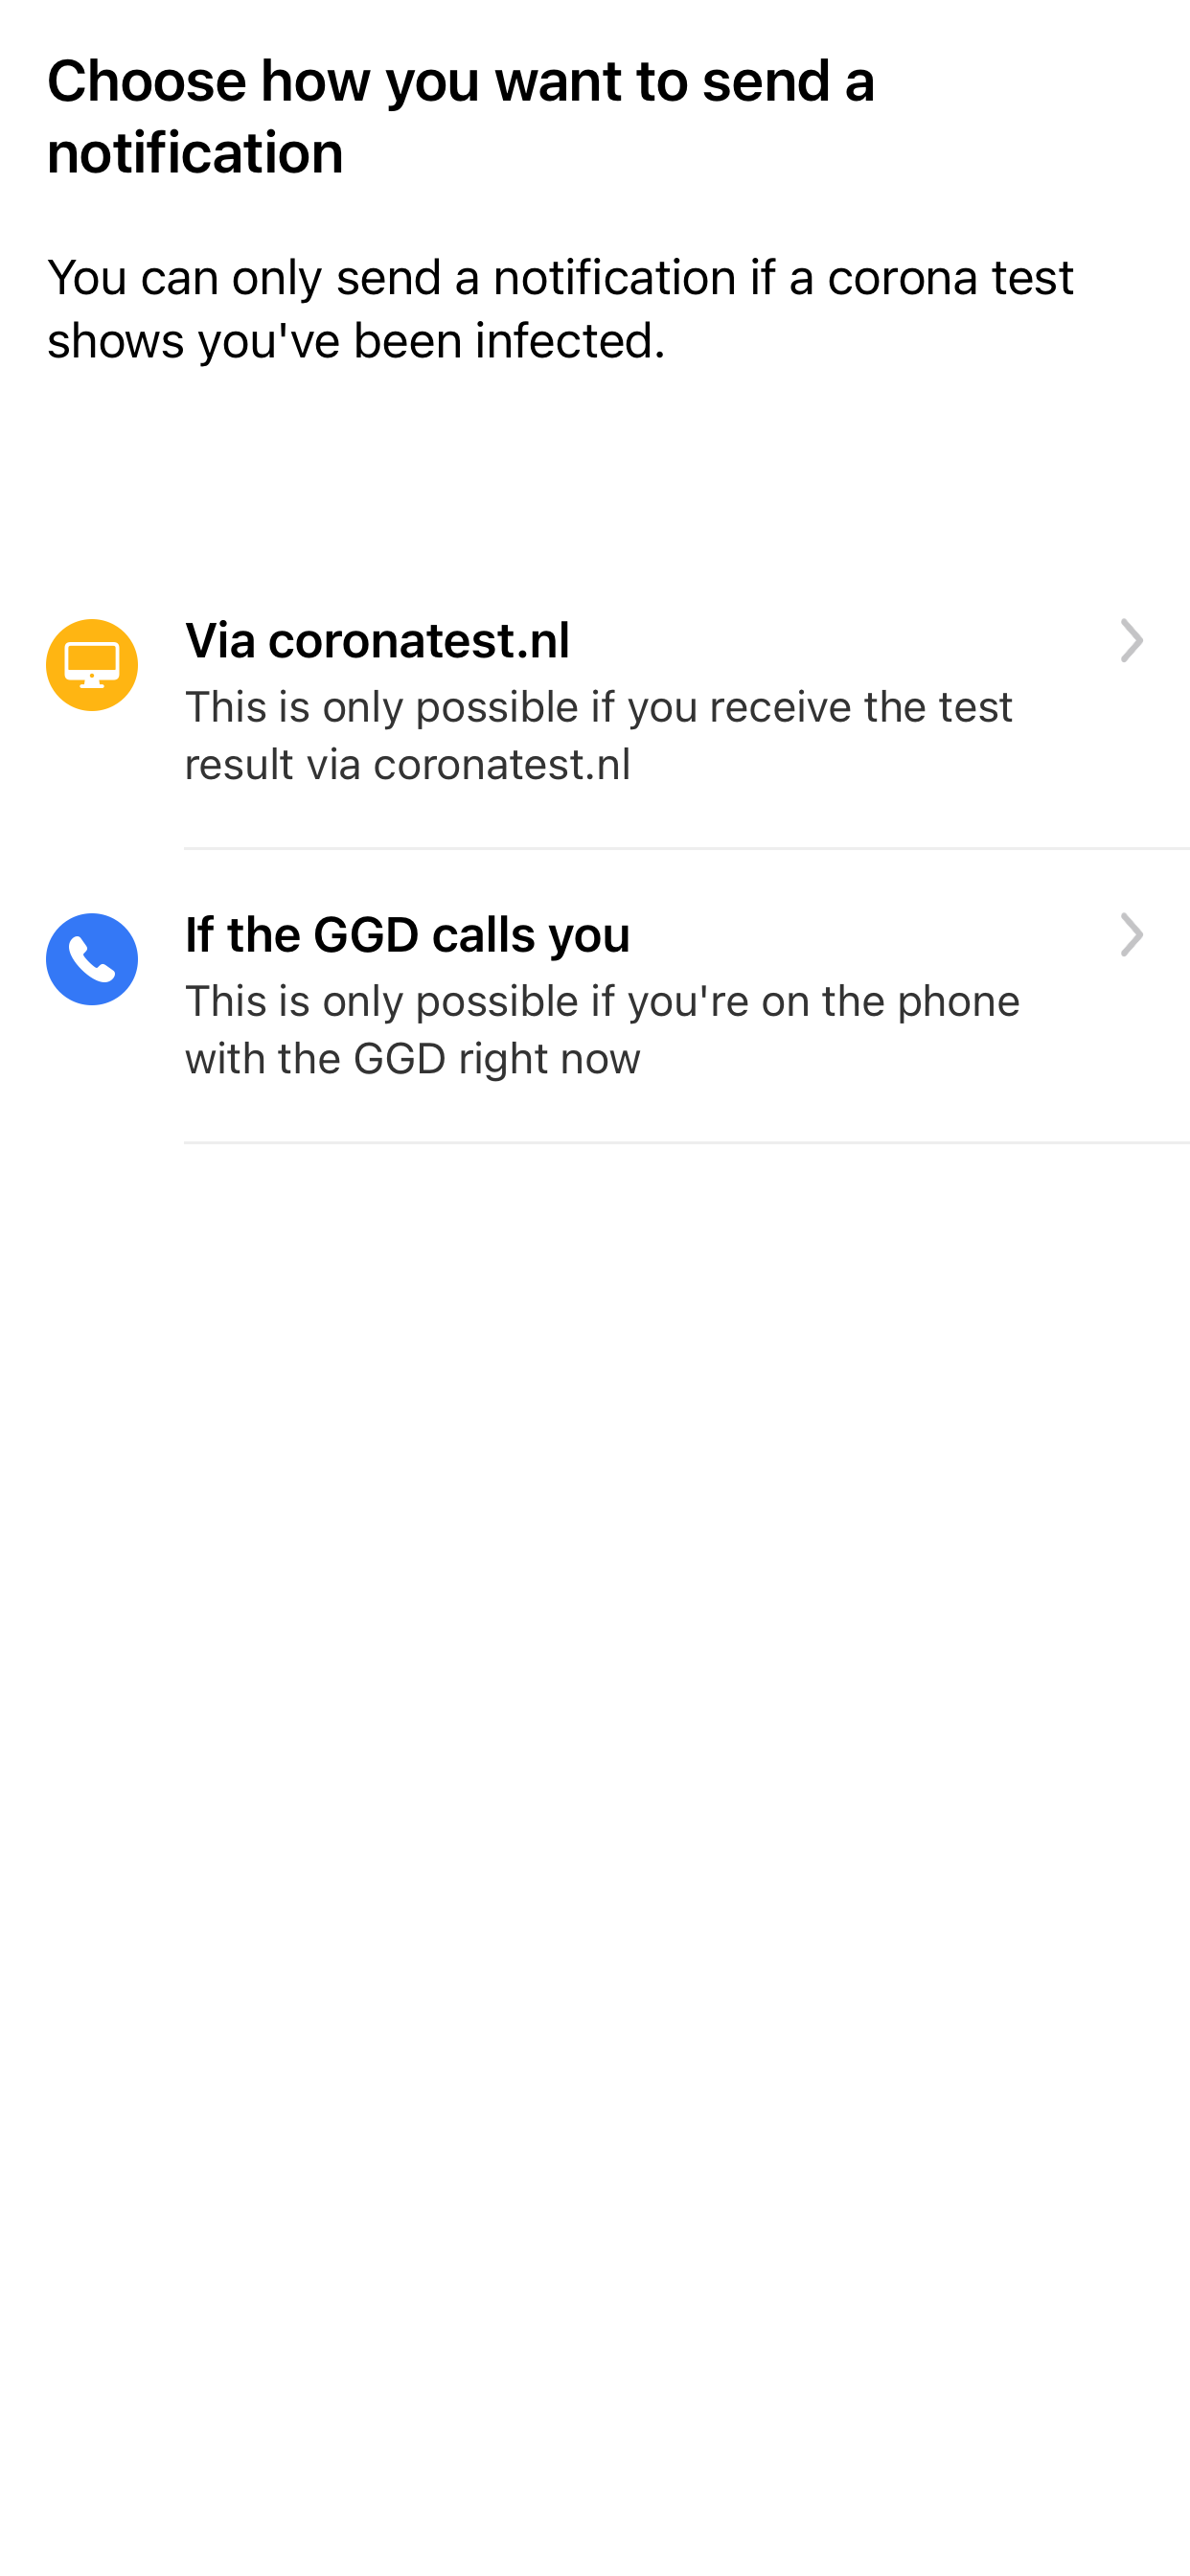 Choose how you want to send a
notification
You can only send a notification if a corona test
shows you've been infected.
Via coronatest.nl
This is only possible if you receive the test
result via coronatest.nl
If the GGD calls you
This is only possible if you're on the phone
with the GGD right now